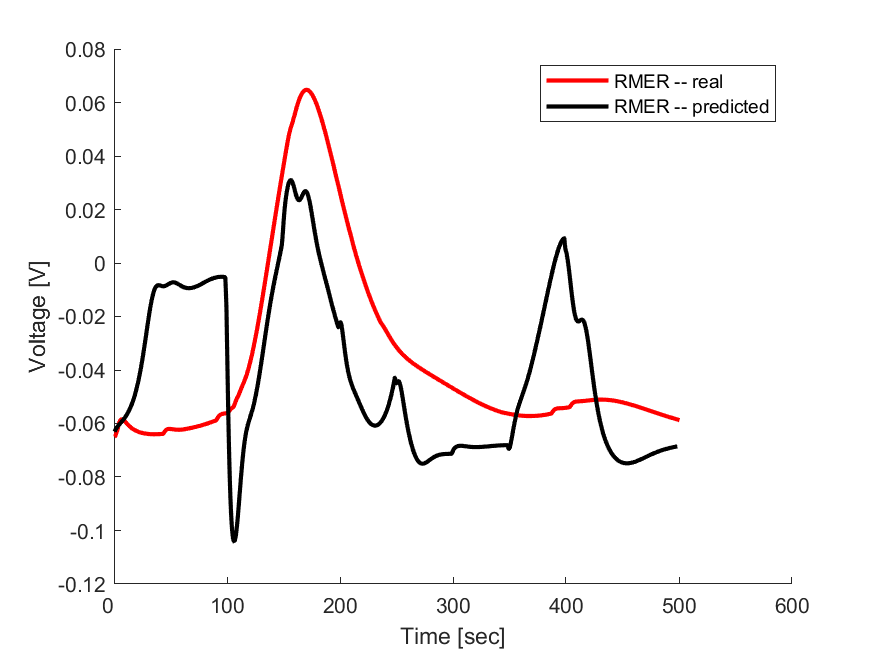 0.08
0.06
0.04
0.02
0
-0.02
-0.04
-0.06
-0.08
-0.1
-0.12
Voltage [V]
RMER -- real
RMER -- predicted
0 100 200 300 400 500 600
Time [sec]